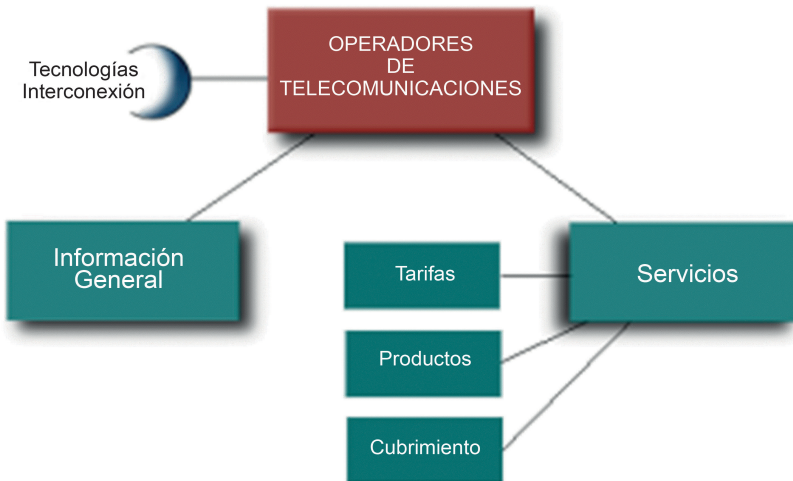 OPERADORES
DE
TELECOMUNICACIONES
Tecnologías
Interconexión
Información
General
Servicios
Tarifas
Productos
Cubrimiento